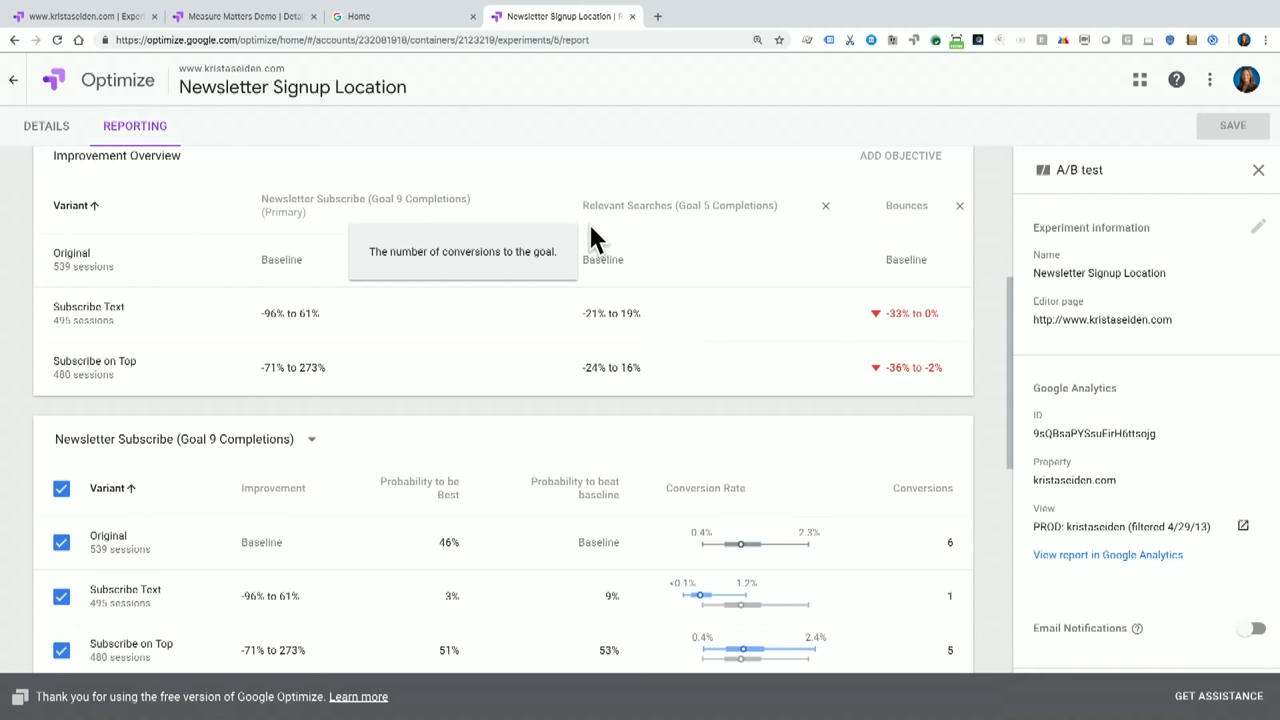 www.kristaseiden.com | Exper
Measure Matters Demo | Detai
Home
Newsletter Signup Location | R
https://optimize.google.com/optimize/home/#/accounts/232081918/containers/2123219/experiments/6/report
Optimize
www.kristaseiden.com
Newsletter Signup Location
DETAILS
REPORTING
SAVE
Improvement Overview
ADD OBJECTIVE
Variant
Newsletter Subscribe (Goal 9 Completions)
(Primary)
Relevant Searches (Goal 5 Completions)
Bounces
Original
539 sessions
Baseline
The number of conversions to the goal.
Baseline
Baseline
Subscribe Text
495 sessions
-96% to 61%
-21% to 19%
-33% to 0%
Subscribe on Top
480 sessions
-71% to 273%
-24% to 16%
-36% to -2%
Newsletter Subscribe (Goal 9 Completions)
Variant
Improvement
Probability to be
Best
Probability to beat
baseline
Conversion Rate
Conversions
Original
539 sessions
Baseline
46%
Baseline
0.4%
2.3%
6
Subscribe Text
495 sessions
-96% to 61%
3%
9%
<0.1%
1.2%
1
Subscribe on Top
480 sessions
-71% to 273%
51%
53%
0.4%
2.4%
5
A/B test
Experiment Information
Name
Newsletter Signup Location
Editor page
http://www.kristaseiden.com
Google Analytics
ID
9sQBsaPYSsuEirH6ttsojg
Property
kristaseiden.com
View
PROD: kristaseiden (filtered 4/29/13)
View report in Google Analytics
Email Notifications
Thank you for using the free version of Google Optimize. Learn more
GET ASSISTANCE